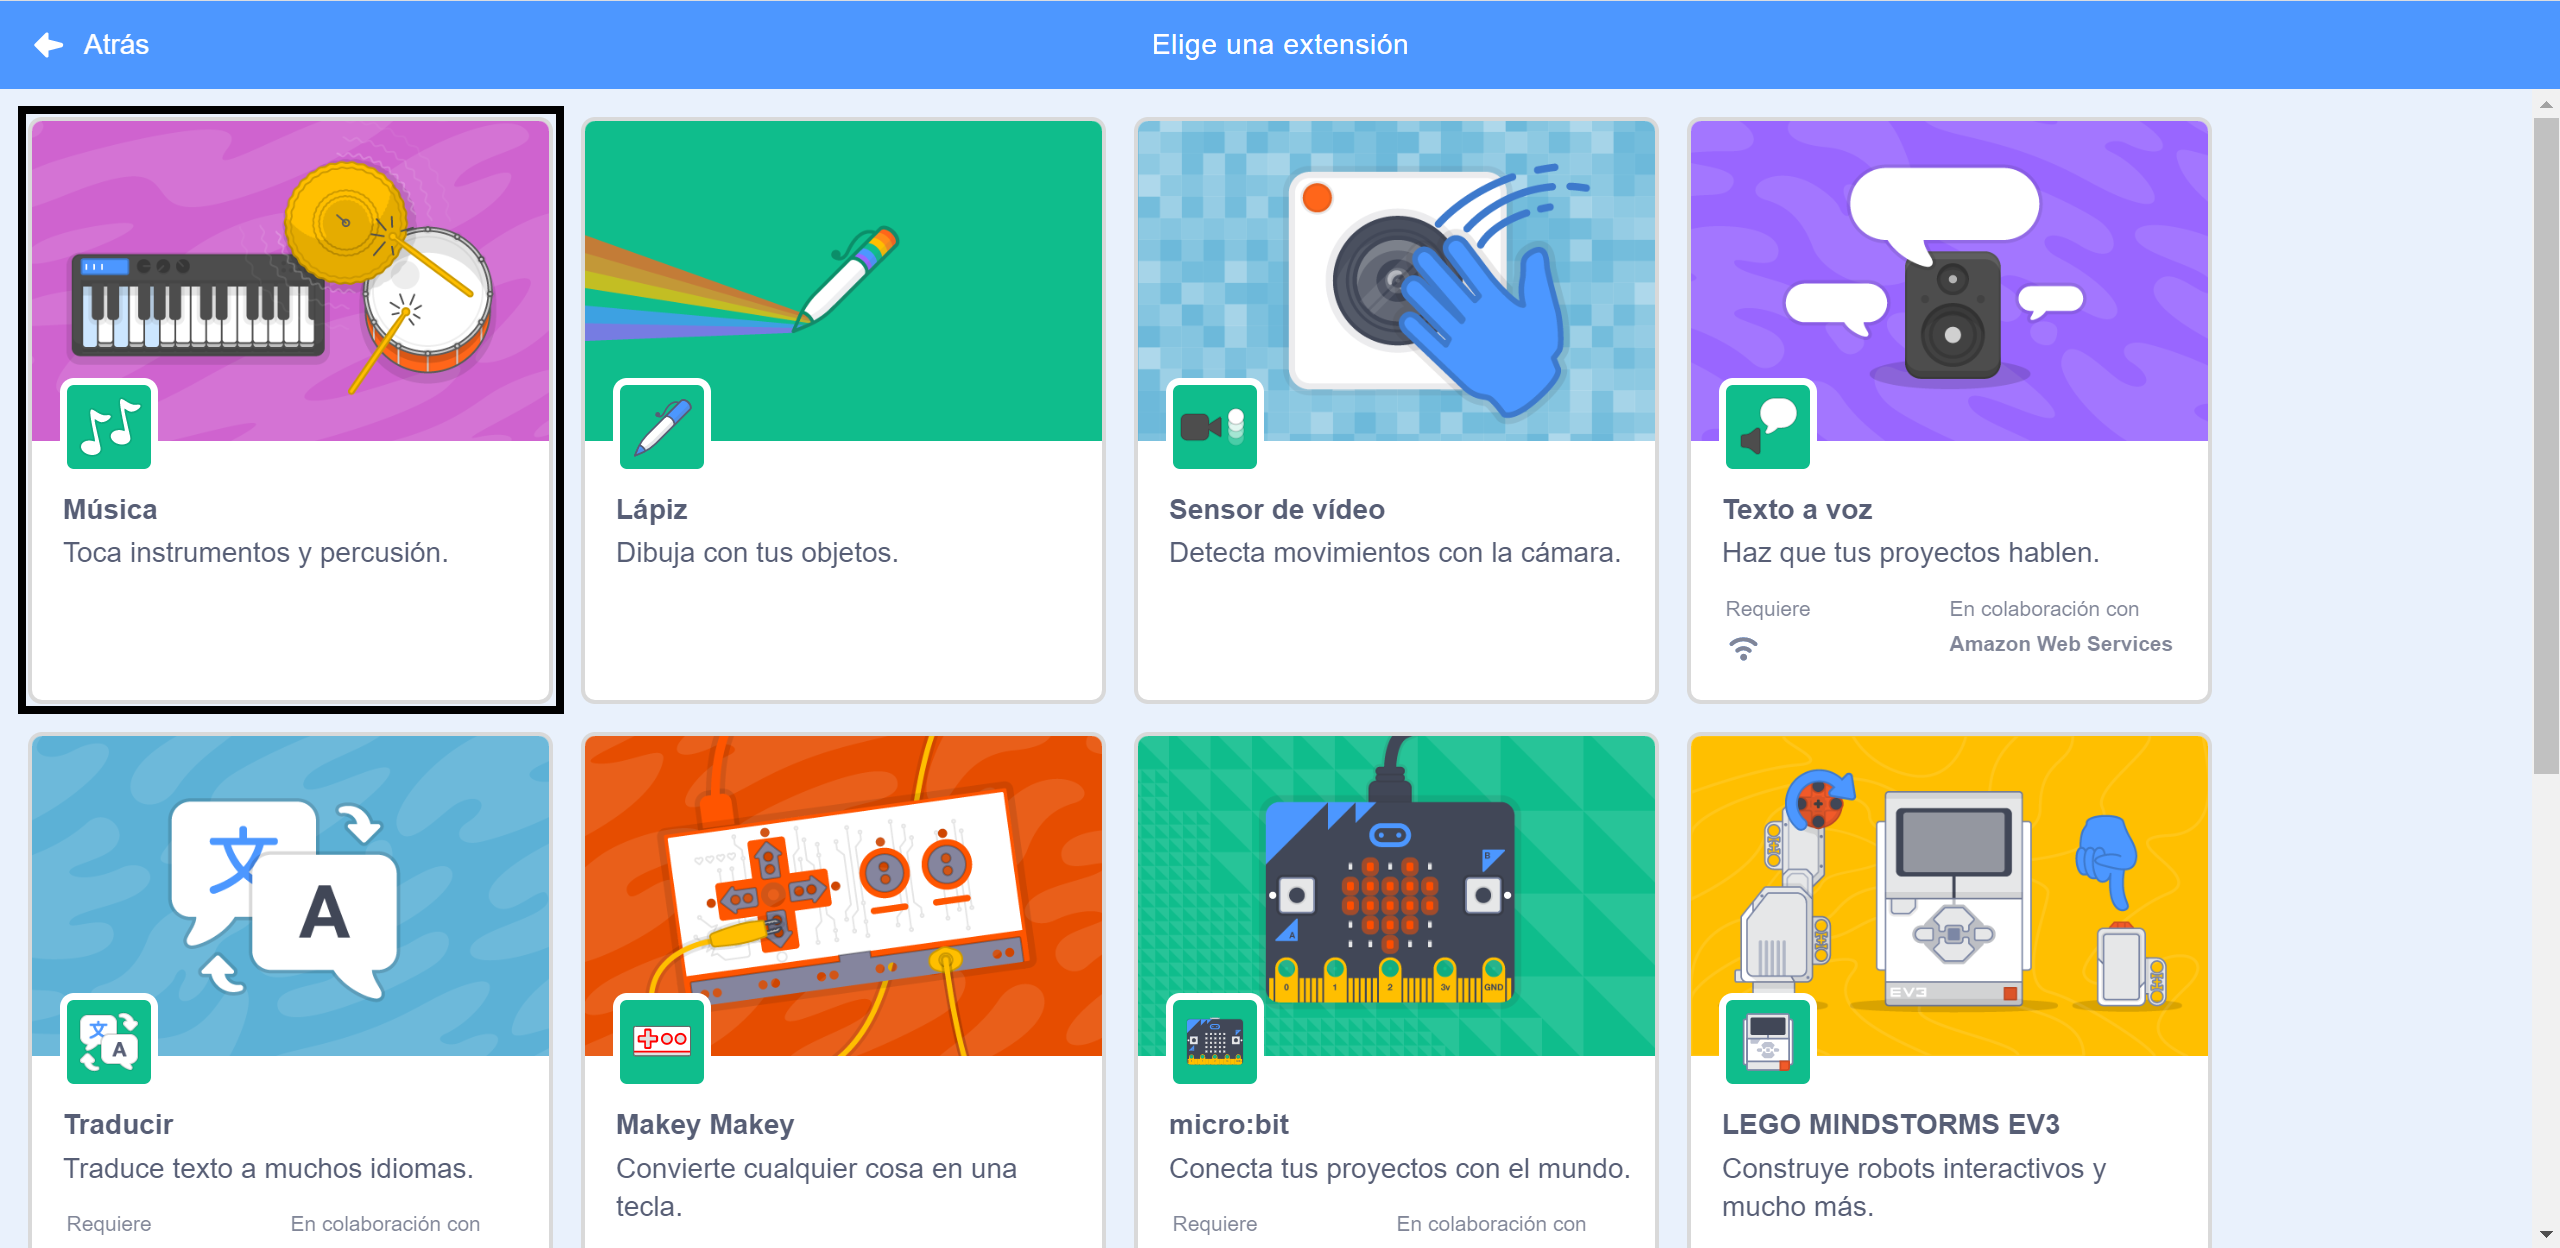 Atrás
Elige una extensión
Música
Toca instrumentos y percusión.
Lápiz
Dibuja con tus objetos.
Sensor de vídeo
Detecta movimientos con la cámara.
Texto a voz
Haz que tus proyectos hablen.
Requiere
En colaboración con
Amazon Web Services
文
A
文
A
Traducir
Traduce texto a muchos idiomas.
Requiere
En colaboración con
Makey Makey
Convierte cualquier cosa en una
tecla.
B
A
0 1 2 3v GND
micro:bit
Conecta tus proyectos con el mundo.
Requiere
En colaboración con
EV3
LEGO MINDSTORMS EV3
Construye robots interactivos y
mucho más.